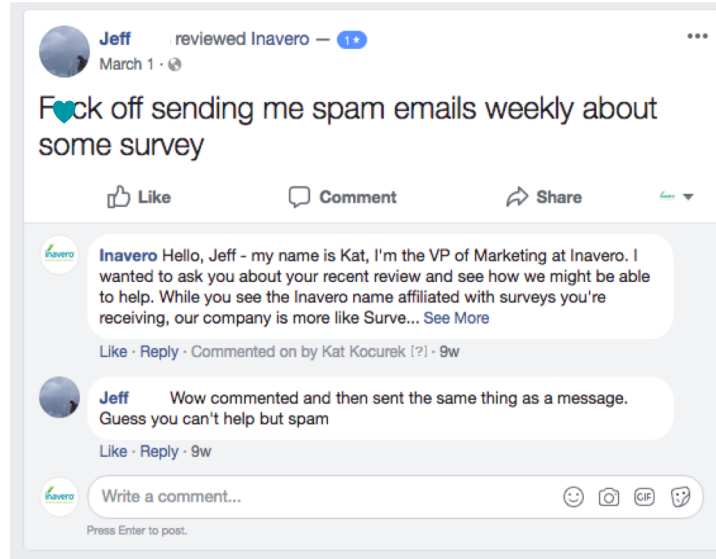 Jeff reviewed Inavero — 1★
March 1 ·
F♥ck off sending me spam emails weekly about
some survey
Like Comment Share inavero
inavero
Inavero Hello, Jeff - my name is Kat, I'm the VP of Marketing at Inavero. I
wanted to ask you about your recent review and see how we might be able
to help. While you see the Inavero name affiliated with surveys you're
receiving, our company is more like Surve... See More
Like · Reply · Commented on by Kat Kocurek [?] · 9w
Jeff Wow commented and then sent the same thing as a message.
Guess you can't help but spam
Like · Reply · 9w
inavero
Write a comment...
GIF
Press Enter to post.